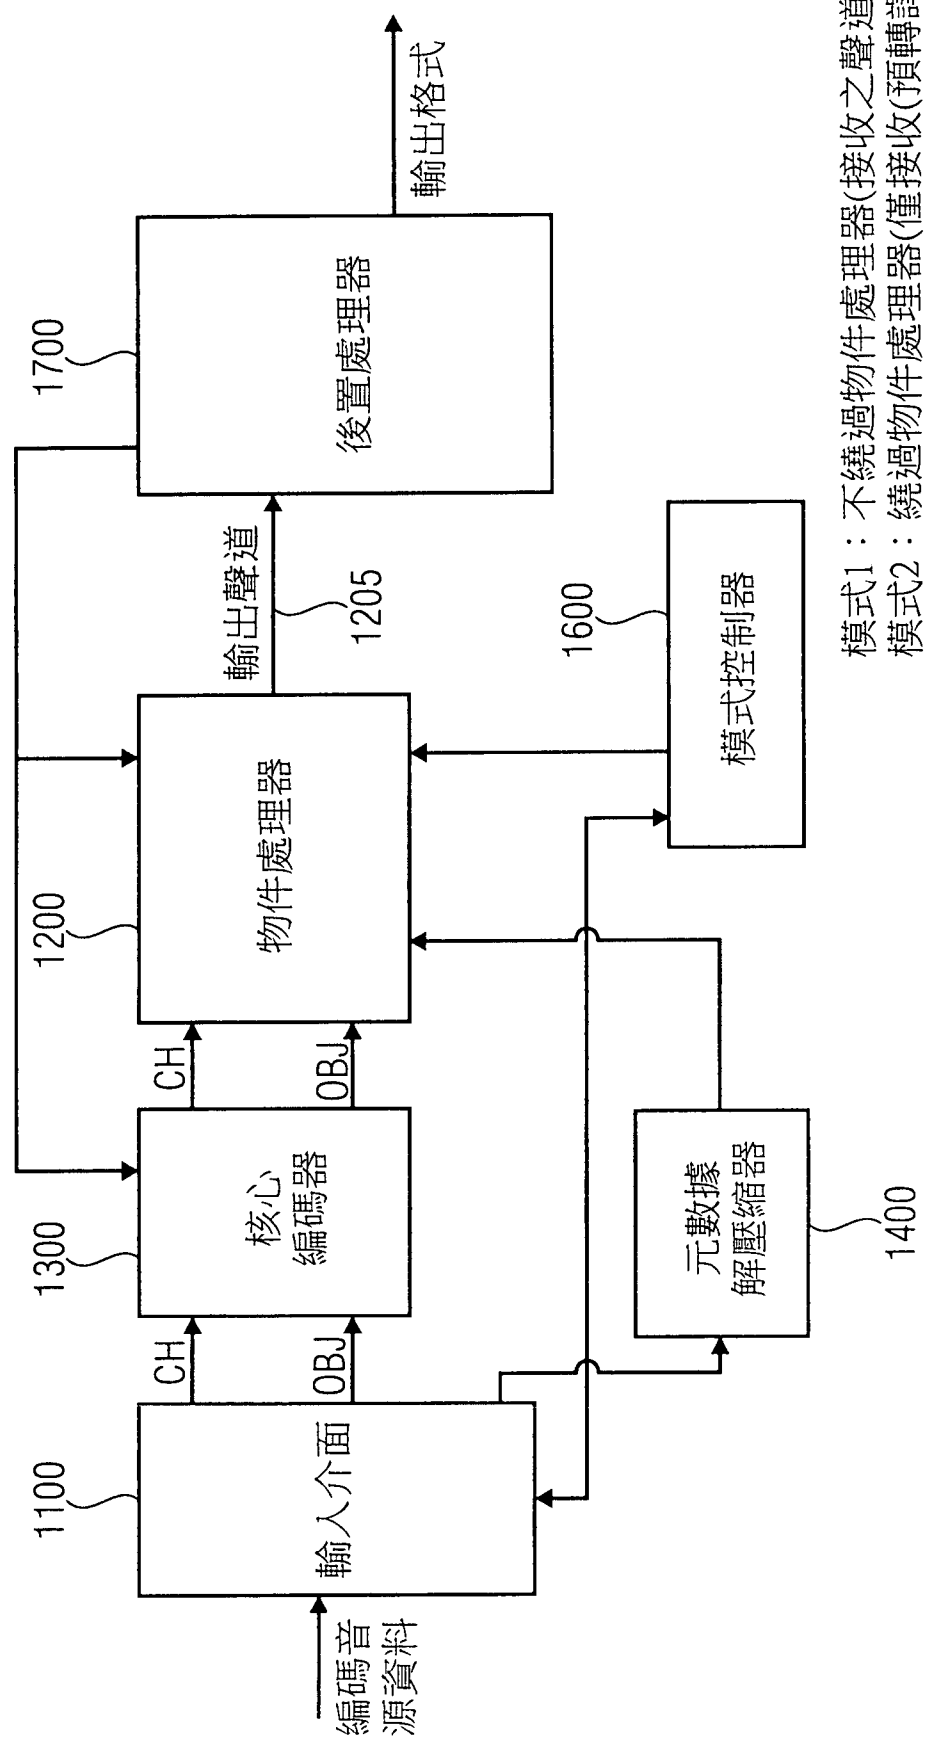 編碼音
源資料
1100
輸入介面
CH
OBJ
1300
核心
編碼器
CH
OBJ
1400
元數據
解壓縮器
1200
物件處理器
1600
模式控制器
輸出聲道
1205
1700
後置處理器
輸出格式
模式1：不繞過物件處理器(接收之聲道
模式2：繞過物件處理器(僅接收(預轉